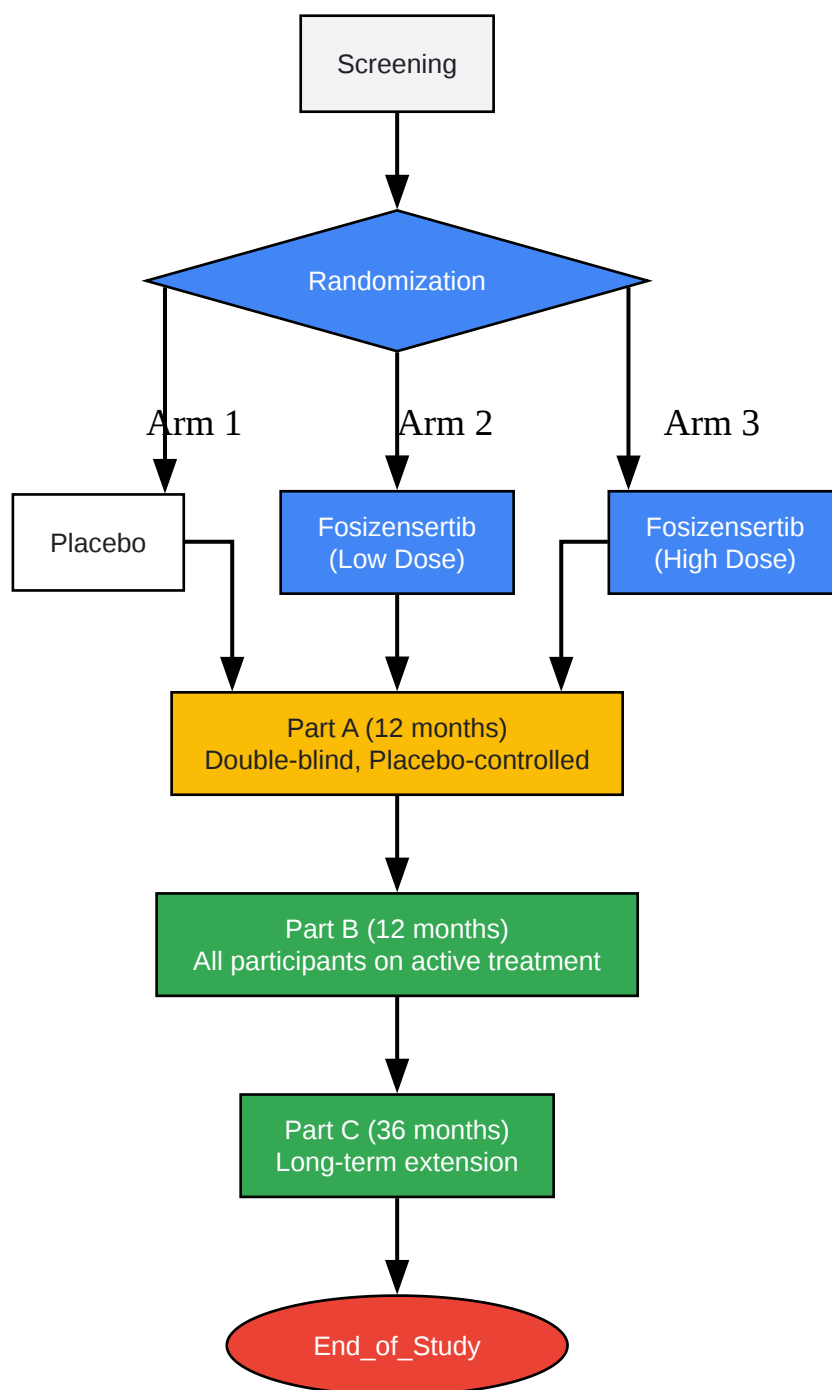 Screening
Randomization
Arm 1
Arm 2
Arm 3
Placebo
Fosizensertib
(Low Dose)
Fosizensertib
(High Dose)
Part A (12 months)
Double-blind, Placebo-controlled
Part B (12 months)
All participants on active treatment
Part C (36 months)
Long-term extension
End_of_Study